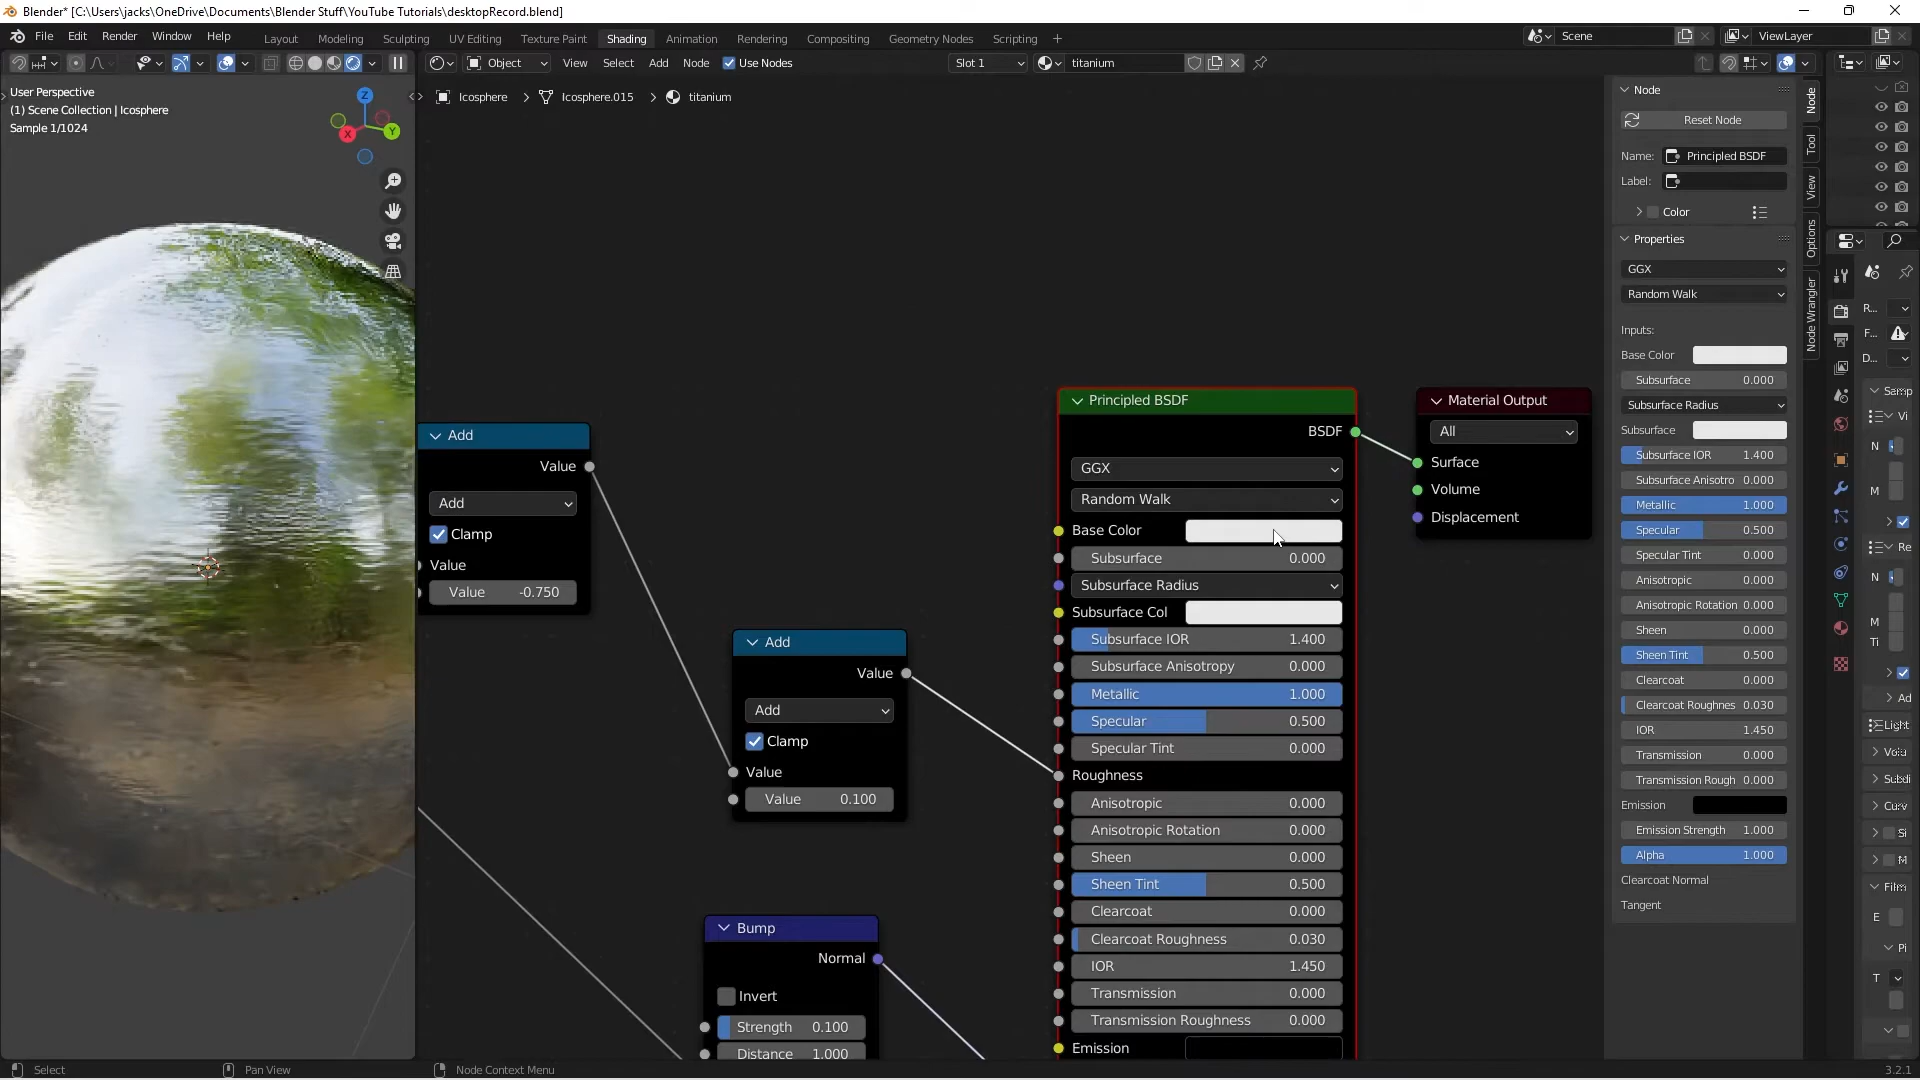 Blender* [C:\Users\jacks\OneDrive\Documents\Blender Stuff\YouTube Tutorials\desktopRecord.blend]
File Edit Render Window Help Layout Modeling Sculpting UV Editing Texture Paint Shading Animation Rendering Compositing Geometry Nodes Scripting + Scene ViewLayer
Object View Select Add Node Use Nodes Slot 1 titanium
User Perspective
(1) Scene Collection | Icosphere
Sample 1/1024
Z
Y
X
Icosphere > Icosphere.015 > titanium
Add
Value
Add
Clamp
Value
Value -0.750
Add
Value
Add
Clamp
Value
Value 0.100
Bump
Normal
Invert
Strength 0.100
Distance 1.000
Principled BSDF
BSDF
GGX
Random Walk
Base Color
Subsurface 0.000
Subsurface Radius
Subsurface Col
Subsurface IOR 1.400
Subsurface Anisotropy 0.000
Metallic 1.000
Specular 0.500
Specular Tint 0.000
Roughness
Anisotropic 0.000
Anisotropic Rotation 0.000
Sheen 0.000
Sheen Tint 0.500
Clearcoat 0.000
Clearcoat Roughness 0.030
IOR 1.450
Transmission 0.000
Transmission Roughness 0.000
Emission
Material Output
All
Surface
Volume
Displacement
Node
Reset Node
Name: Principled BSDF
Label:
Color
Properties
GGX
Random Walk
Inputs:
Base Color
Subsurface 0.000
Subsurface Radius
Subsurface
Subsurface IOR 1.400
Subsurface Anisotro 0.000
Metallic 1.000
Specular 0.500
Specular Tint 0.000
Anisotropic 0.000
Anisotropic Rotation 0.000
Sheen 0.000
Sheen Tint 0.500
Clearcoat 0.000
Clearcoat Roughnes 0.030
IOR 1.450
Transmission 0.000
Transmission Rough 0.000
Emission
Emission Strength 1.000
Alpha 1.000
Clearcoat Normal
Tangent
Node
Tool
View
Options
Node Wrangler
R...
F...
D...
Samp
Vi
N
M
Re
N
M
Ti
Ad
Light
Volu
Subdi
Curv
Si
M
Film
E
Pi
T
Select Pan View Node Context Menu 3.2.1